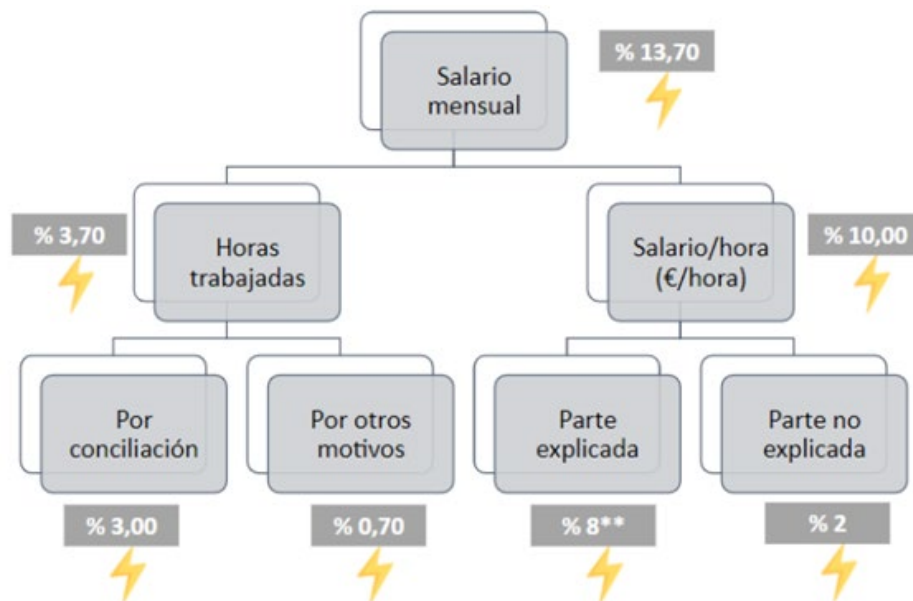 % 13,70
Salario
mensual
% 3,70
Horas
trabajadas
Salario/hora
(€/hora)
% 10,00
Por
conciliación
Por otros
motivos
Parte
explicada
Parte no
explicada
% 3,00
% 0,70
% 8**
% 2